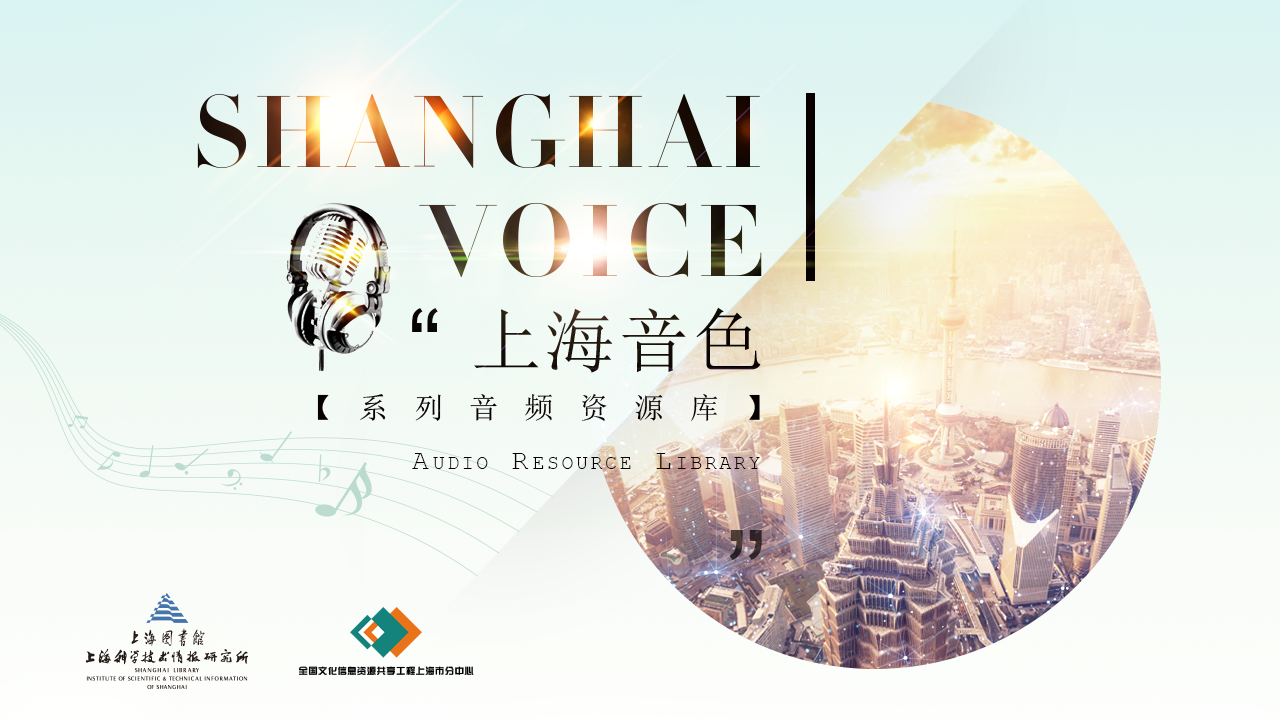 SHANGHAI
VOICE
“ 上海音色
【系列音频资源库】
AUDIO RESOURCE LIBRARY
”
上海图书馆
上海科学技术情报研究所
SHANGHAI LIBRARY
INSTITUTE OF SCIENTIFIC & TECHNICAL INFORMATION
OF SHANGHAI
全国文化信息资源共享工程上海市分中心